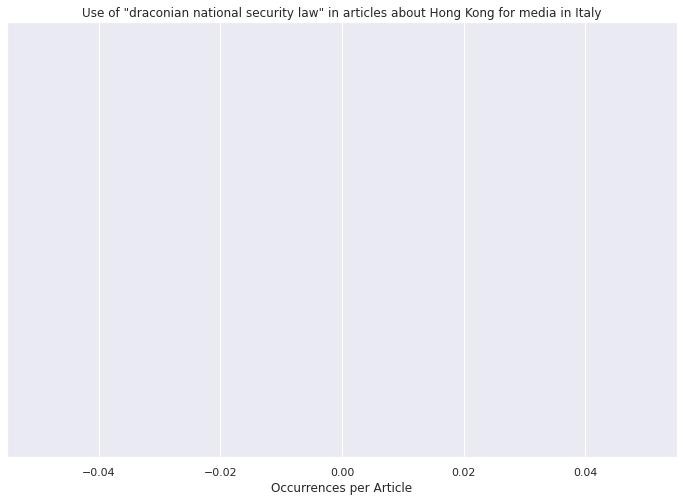 Use of "draconian national security law" in articles about Hong Kong for media in Italy
−0.04 −0.02 0.00 0.02 0.04
Occurrences per Article